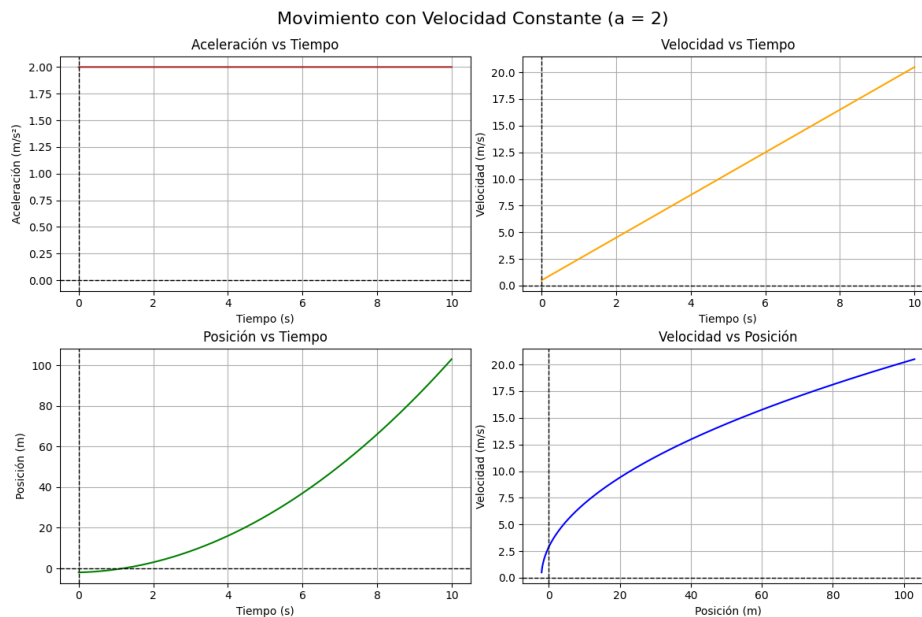 Movimiento con Velocidad Constante (a = 2)
Aceleración vs Tiempo
Aceleración (m/s²)
2.00
1.75
1.50
1.25
1.00
0.75
0.50
0.25
0.00
0 2 4 6 8 10
Tiempo (s)
Velocidad vs Tiempo
Velocidad (m/s)
20.0
17.5
15.0
12.5
10.0
7.5
5.0
2.5
0.0
0 2 4 6 8 10
Tiempo (s)
Posición vs Tiempo
Posición (m)
100
80
60
40
20
0
0 2 4 6 8 10
Tiempo (s)
Velocidad vs Posición
Velocidad (m/s)
20.0
17.5
15.0
12.5
10.0
7.5
5.0
2.5
0.0
0 20 40 60 80 100
Posición (m)